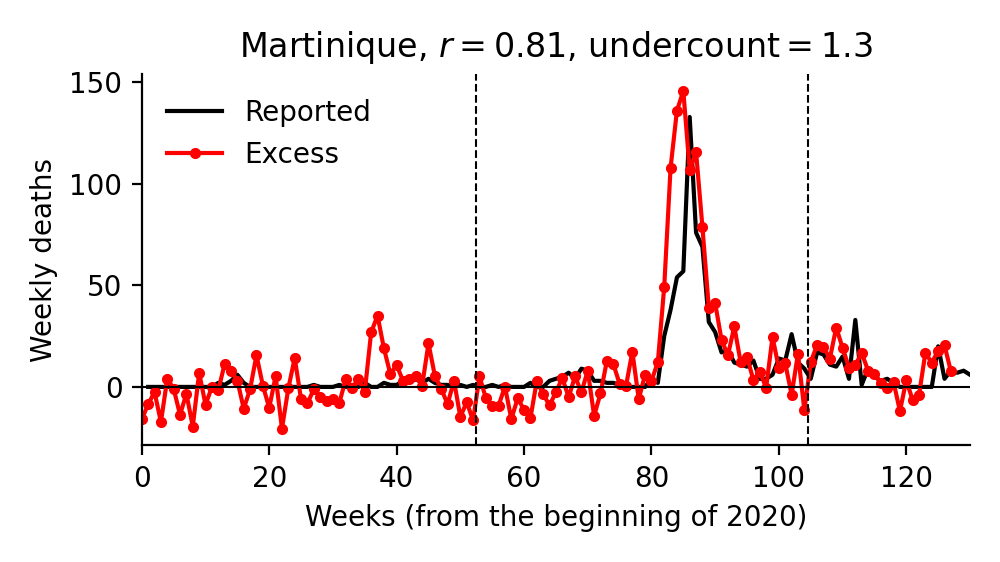 Martinique, r = 0.81, undercount = 1.3
Reported
Excess
Weekly deaths
150
100
50
0
0 20 40 60 80 100 120
Weeks (from the beginning of 2020)